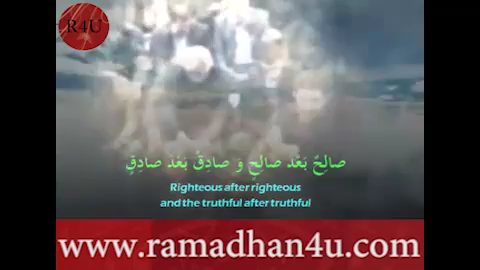 R4U
صالِحٌ بَعْدَ صالِحٍ وَ صادِقٌ بَعْدَ صادِقٍ
Righteous after righteous
and the truthful after truthful
www.ramadhan4u.com